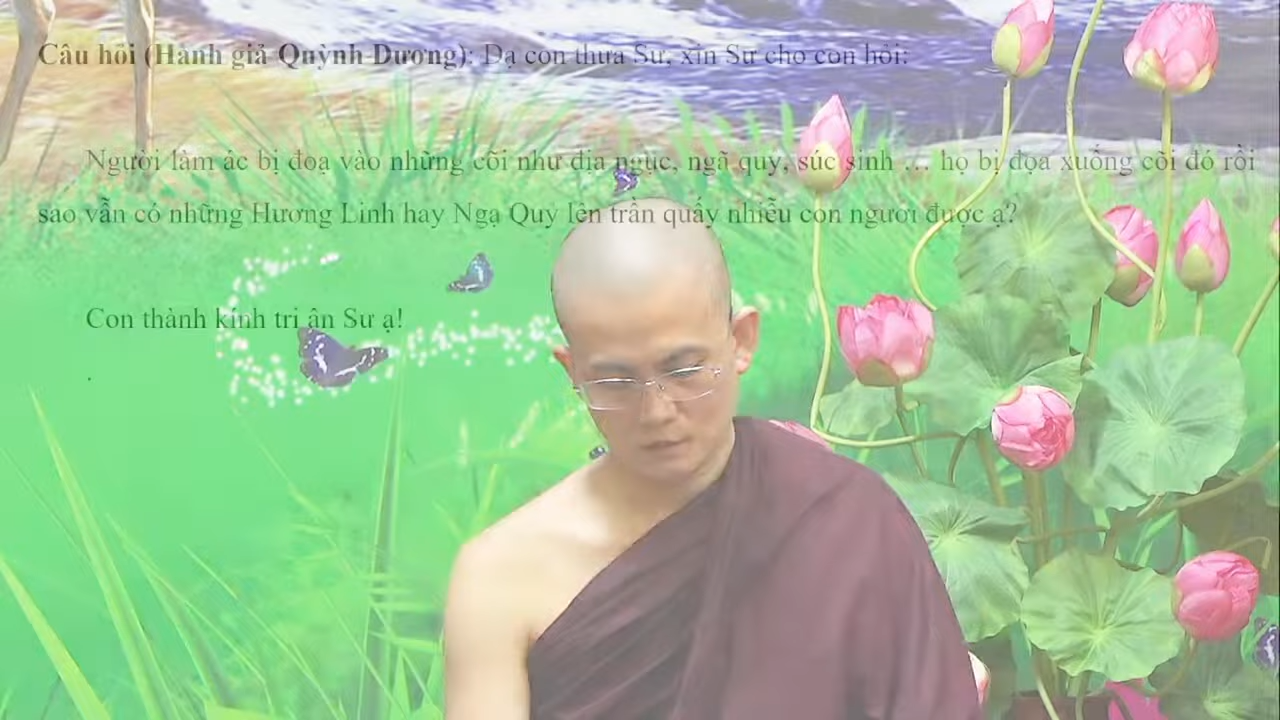 Câu hỏi (Hành giả Quỳnh Dương): Dạ con thưa Sư, xin Sư cho con hỏi:
Người làm ác bị đoạ vào những cõi như địa ngục, ngã quỷ, súc sinh … họ bị đọa xuống cõi đó rồi
sao vẫn có những Hương Linh hay Ngạ Quỷ lên trần quấy nhiễu con người được ạ?
Con thành kính tri ân Sư ạ!